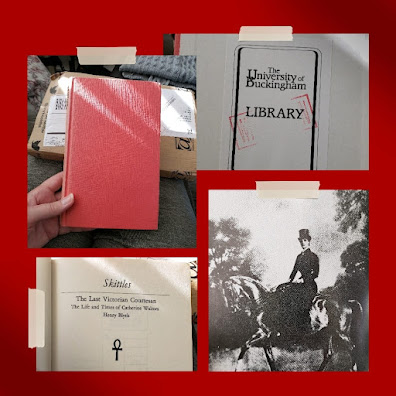 The
University of
Buckingham
LIBRARY
Skittles
The Last Victorian Courtesan
The Life and Times of Catherine Walters
Henry Blyth